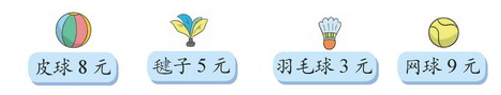 皮球 8 元 毽子 5 元 羽毛球 3 元 网球 9 元